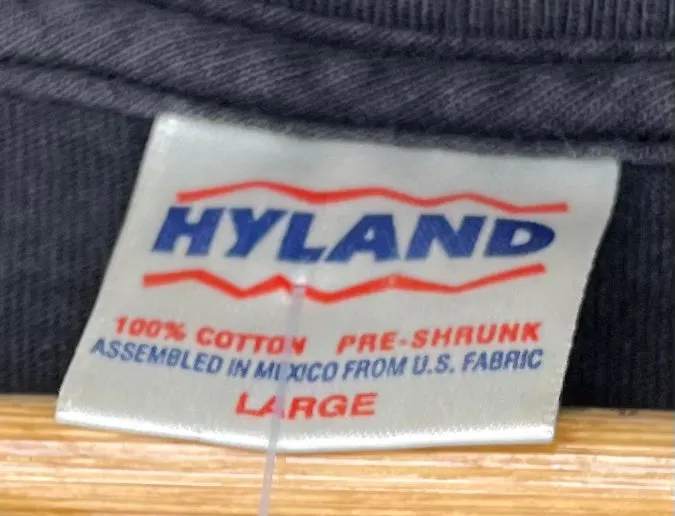 HYLAND
100% COTTON PRE-SHRUNK
ASSEMBLED IN MEXICO FROM U.S. FABRIC
LARGE